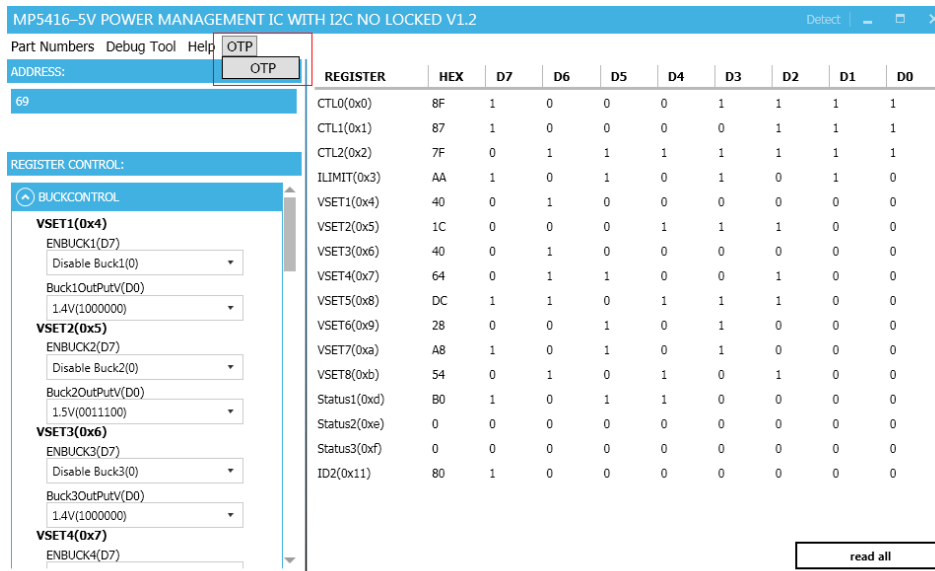 MP5416–5V POWER MANAGEMENT IC WITH I2C NO LOCKED V1.2
Detect
Part Numbers Debug Tool Help OTP
OTP
ADDRESS:
69
REGISTER CONTROL:
BUCKCONTROL
VSET1(0x4)
ENBUCK1(D7)
Disable Buck1(0)
Buck1OutPutV(D0)
1.4V(1000000)
VSET2(0x5)
ENBUCK2(D7)
Disable Buck2(0)
Buck2OutPutV(D0)
1.5V(0011100)
VSET3(0x6)
ENBUCK3(D7)
Disable Buck3(0)
Buck3OutPutV(D0)
1.4V(1000000)
VSET4(0x7)
ENBUCK4(D7)
REGISTER HEX D7 D6 D5 D4 D3 D2 D1 D0
CTL0(0x0) 8F 1 0 0 0 1 1 1 1
CTL1(0x1) 87 1 0 0 0 0 1 1 1
CTL2(0x2) 7F 0 1 1 1 1 1 1 1
ILIMIT(0x3) AA 1 0 1 0 1 0 1 0
VSET1(0x4) 40 0 1 0 0 0 0 0 0
VSET2(0x5) 1C 0 0 0 1 1 1 0 0
VSET3(0x6) 40 0 1 0 0 0 0 0 0
VSET4(0x7) 64 0 1 1 0 0 1 0 0
VSET5(0x8) DC 1 1 0 1 1 1 0 0
VSET6(0x9) 28 0 0 1 0 1 0 0 0
VSET7(0xa) A8 1 0 1 0 1 0 0 0
VSET8(0xb) 54 0 1 0 1 0 1 0 0
Status1(0xd) B0 1 0 1 1 0 0 0 0
Status2(0xe) 0 0 0 0 0 0 0 0 0
Status3(0xf) 0 0 0 0 0 0 0 0 0
ID2(0x11) 80 1 0 0 0 0 0 0 0
read all